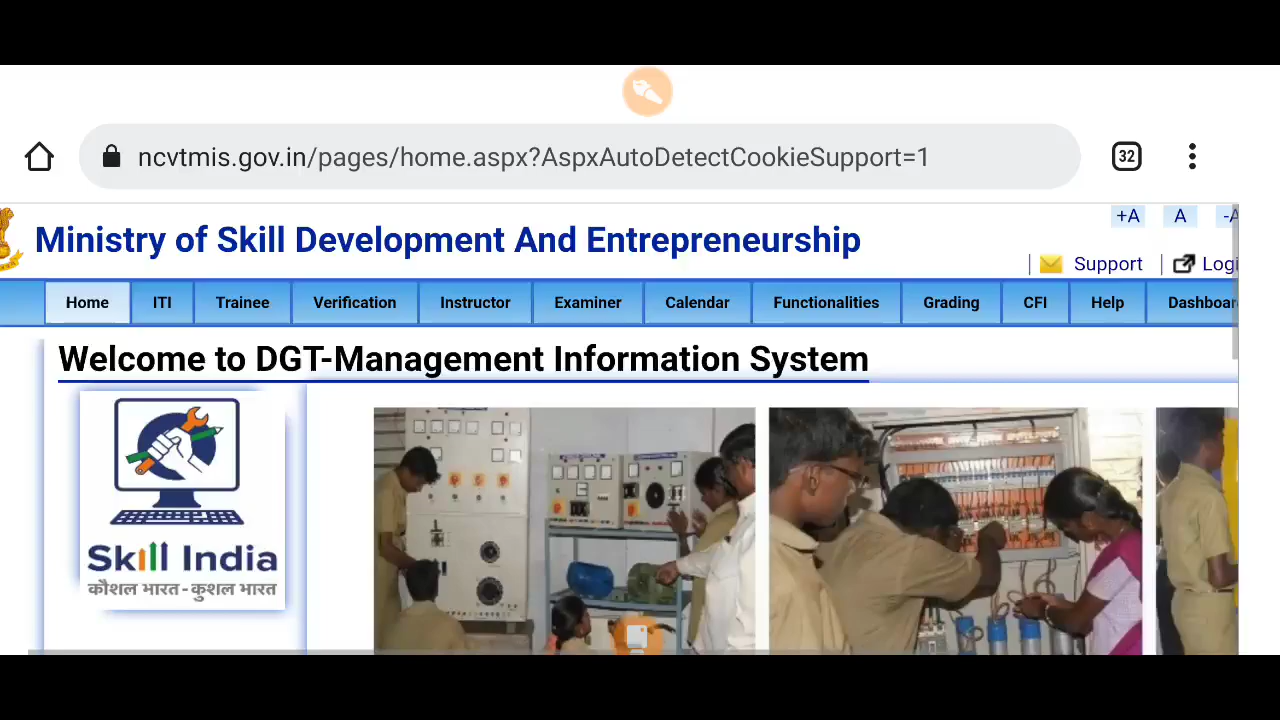 ncvtmis.gov.in/pages/home.aspx?AspxAutoDetectCookieSupport=1
32
+A A -A
Ministry of Skill Development And Entrepreneurship
Support Logi
Home ITI Trainee Verification Instructor Examiner Calendar Functionalities Grading CFI Help Dashboar
Welcome to DGT-Management Information System
Skill India
कौशल भारत - कुशल भारत